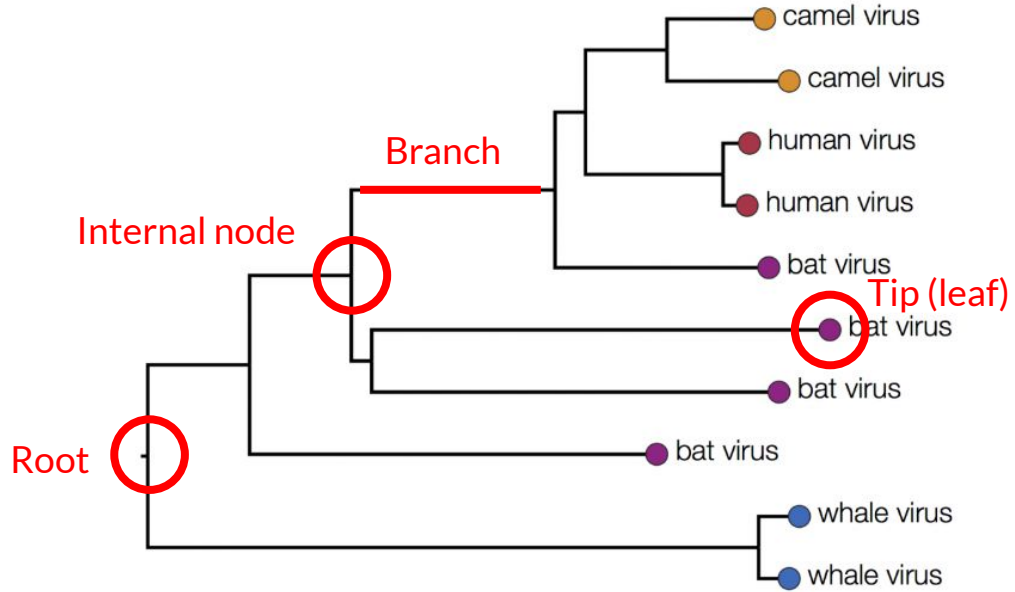 camel virus
camel virus
human virus
Branch
human virus
Internal node
bat virus
Tip (leaf)
bat virus
bat virus
Root
bat virus
whale virus
whale virus